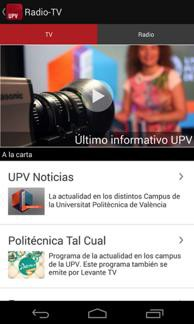 UPV Radio-TV
TV Radio
Panasonic
Último informativo UPV
A la carta
UPV Noticias
La actualidad en los distintos Campus de
la Universitat Politècnica de València
Politécnica Tal Cual
Programa de la actualidad en los campus
de la UPV. Este programa también se
emite por Levante TV